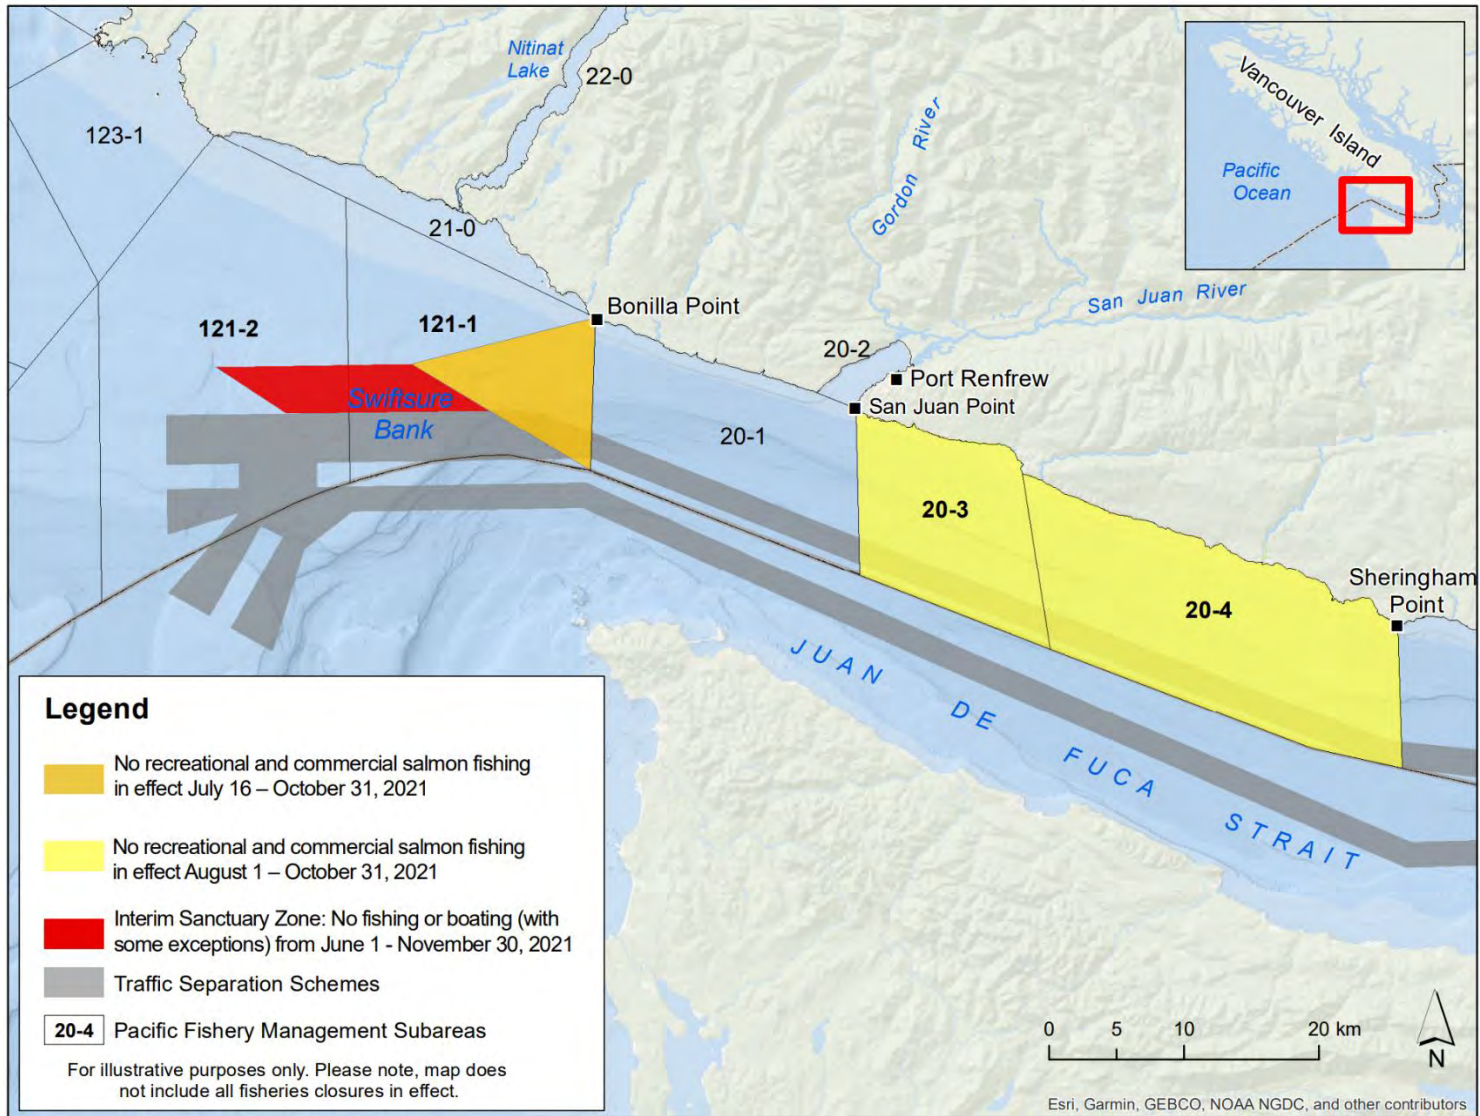 Nitinat
Lake
22-0
123-1
Gordon River
Vancouver Island
Pacific
Ocean
21-0
San Juan River
121-2
121-1
Bonilla Point
20-2
Port Renfrew
San Juan Point
Swiftsure
Bank
20-1
20-3
20-4
Sheringham
Point
JUAN DE FUCA STRAIT
Legend
No recreational and commercial salmon fishing
in effect July 16 – October 31, 2021
No recreational and commercial salmon fishing
in effect August 1 – October 31, 2021
Interim Sanctuary Zone: No fishing or boating (with
some exceptions) from June 1 - November 30, 2021
Traffic Separation Schemes
20-4 Pacific Fishery Management Subareas
For illustrative purposes only. Please note, map does
not include all fisheries closures in effect.
0 5 10 20 km
N
Esri, Garmin, GEBCO, NOAA NGDC, and other contributors